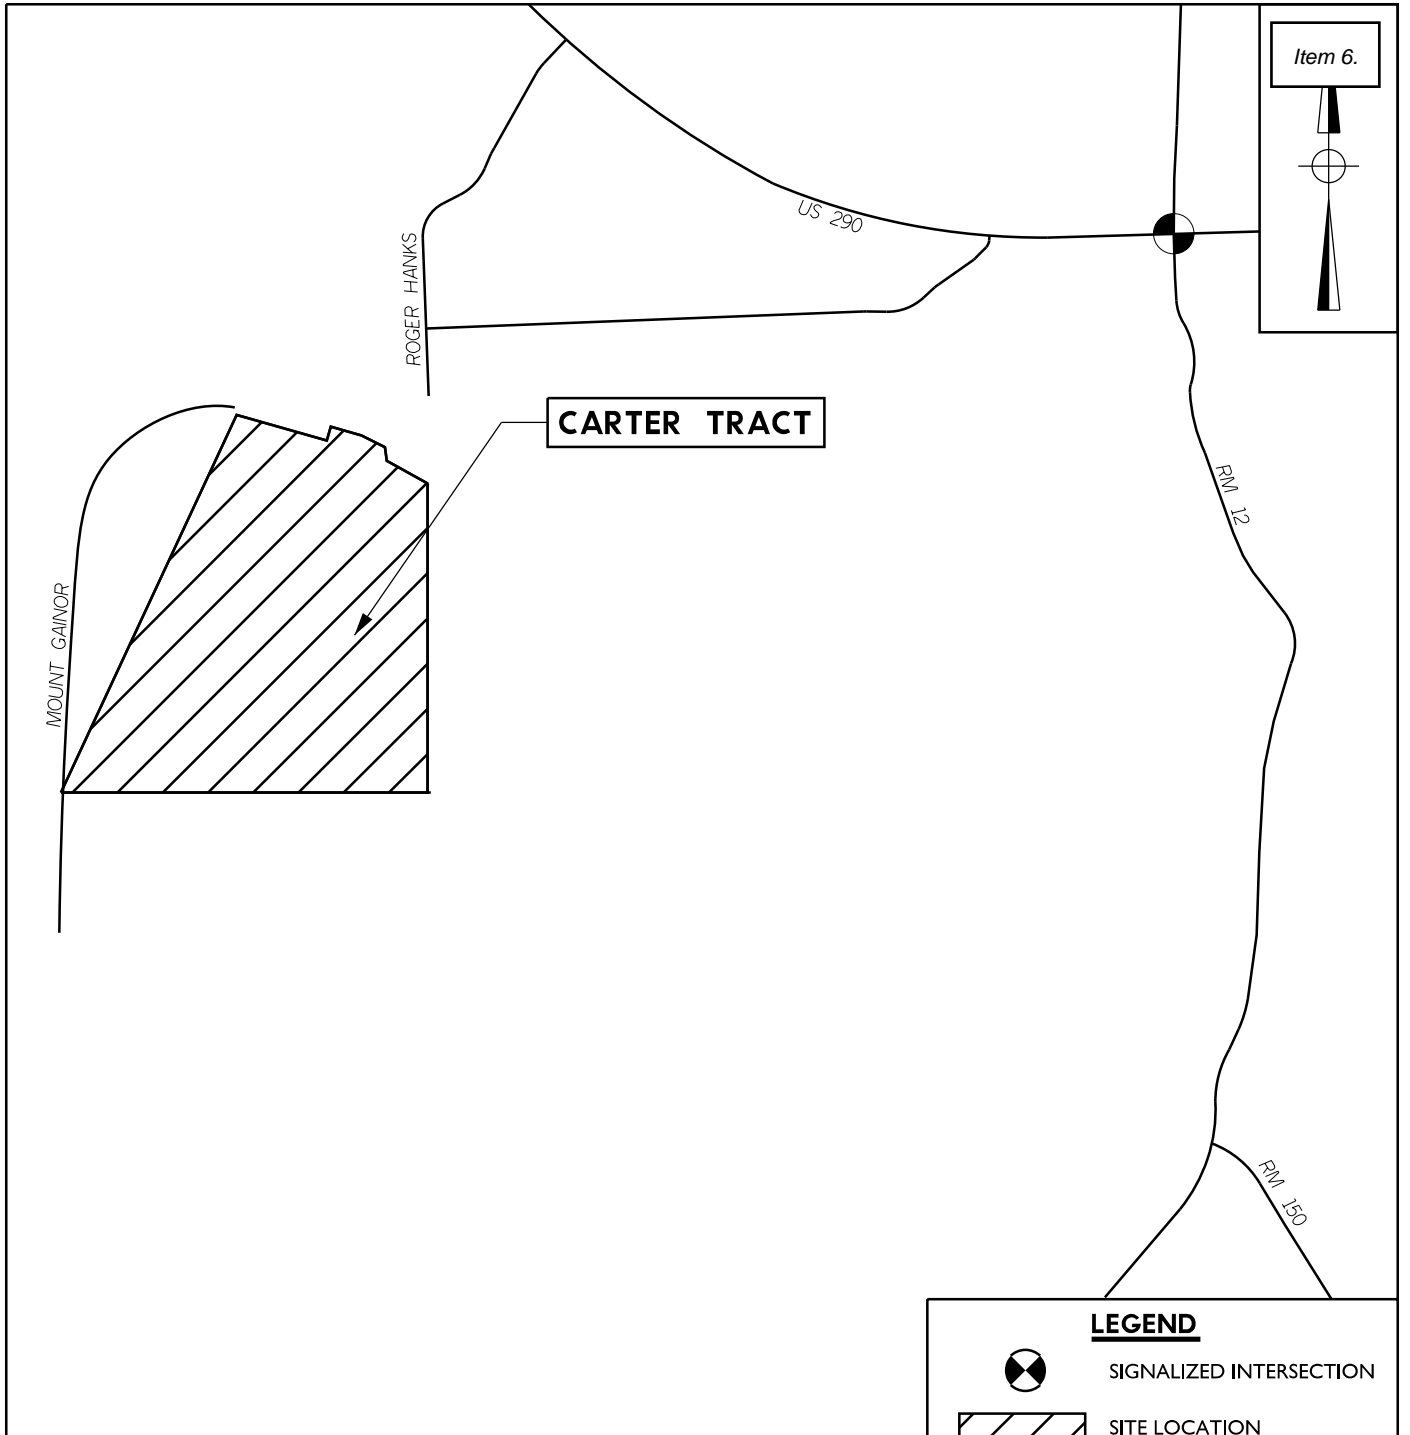 Item 6.
US 290
ROGER HANKS
CARTER TRACT
RM 12
MOUNT GAINOR
RM 150
LEGEND
SIGNALIZED INTERSECTION
SITE LOCATION